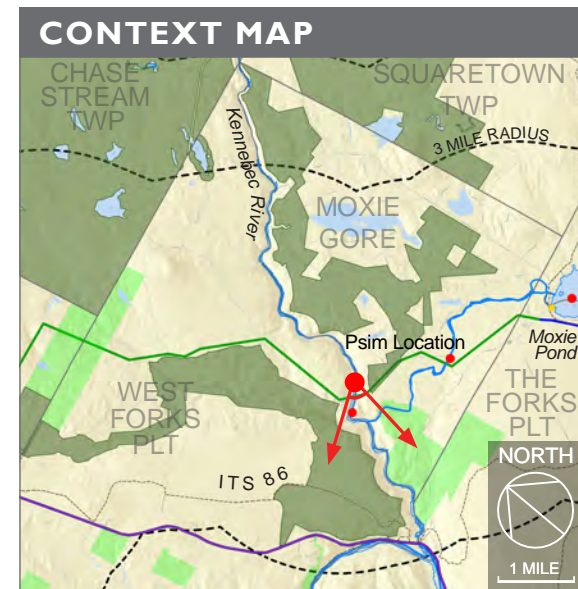 CONTEXT MAP
CHASE
STREAM
TWP
SQUARETOWN
TWP
3 MILE RADIUS
Kennebec River
MOXIE
GORE
Psim Location
Moxie
Pond
WEST
FORKS
PLT
THE
FORKS
PLT
ITS 86
NORTH
1 MILE